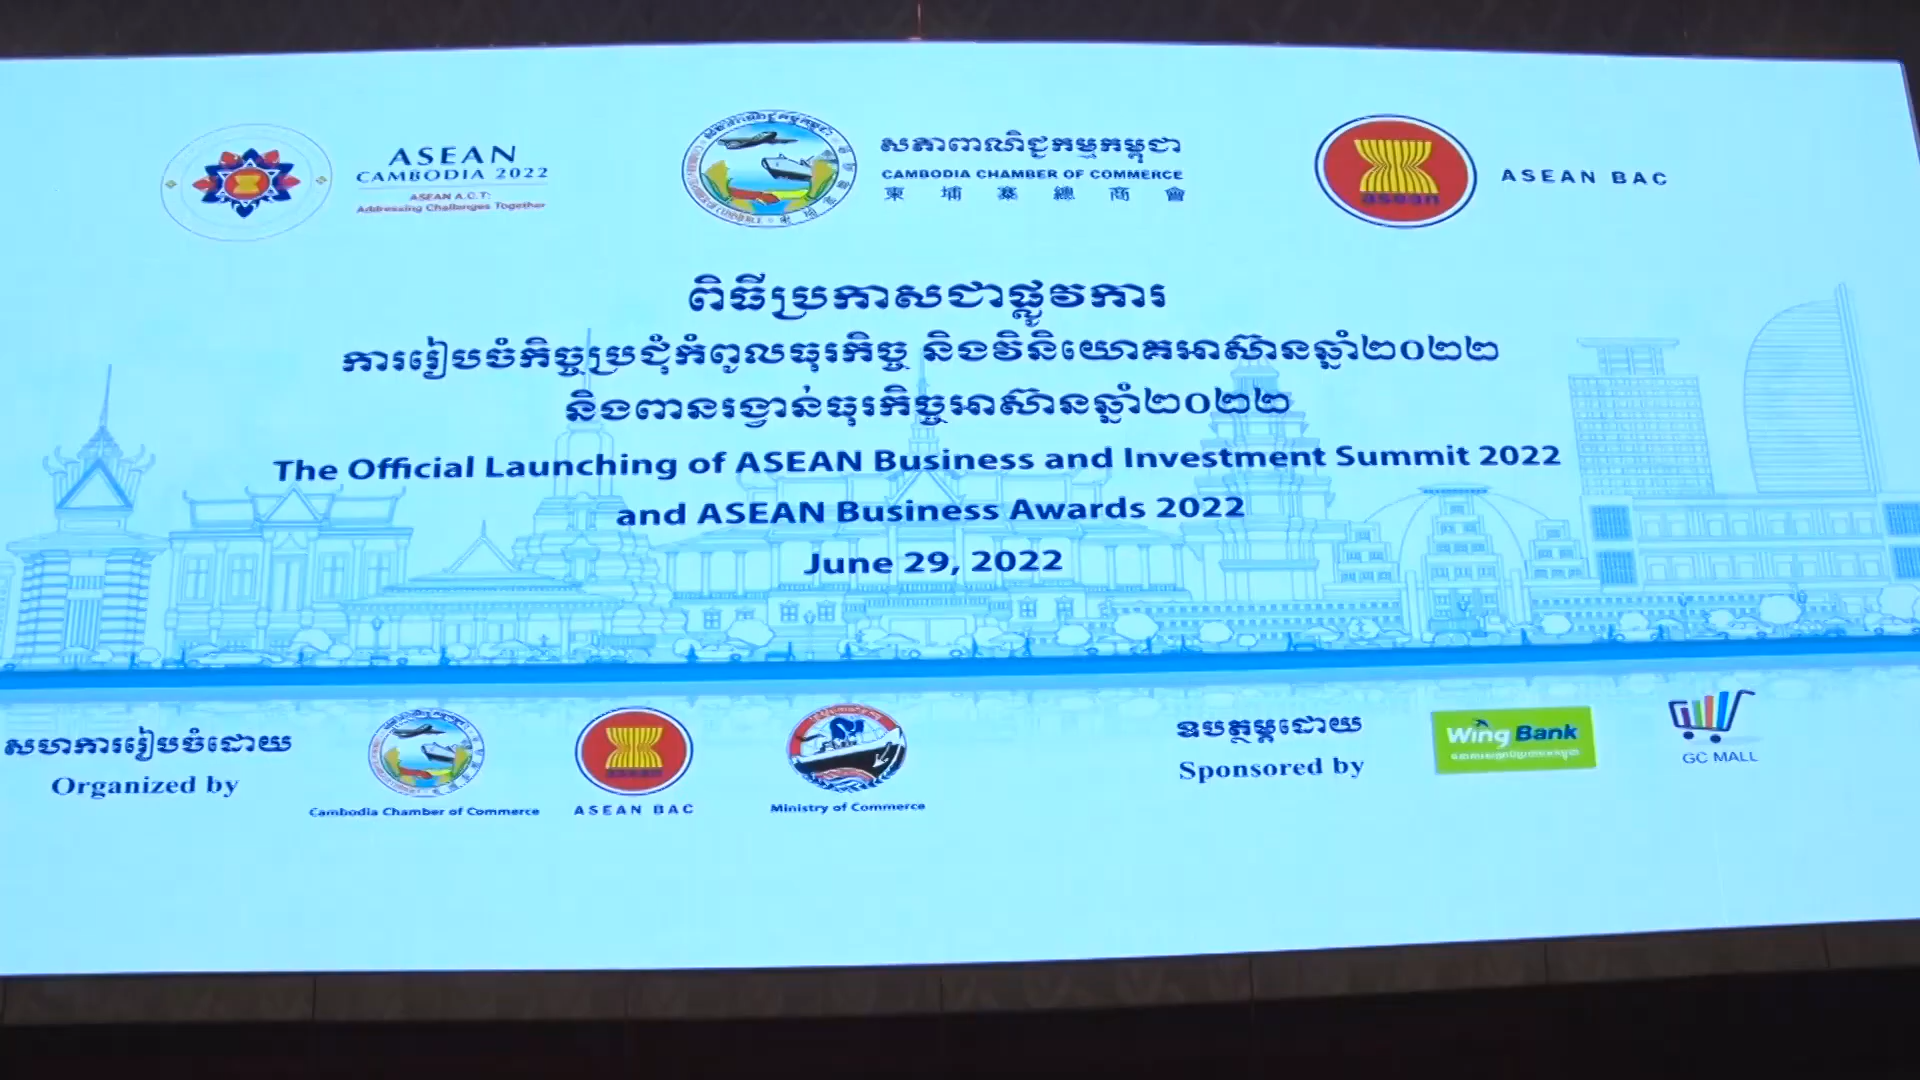 ASEAN
CAMBODIA 2022
ASEAN A.C.T:
Addressing Challenges Together
សភាពាណិជ្ជកម្មកម្ពុជា
CAMBODIA CHAMBER OF COMMERCE
柬埔寨總商會
asean
ASEAN BAC
ពិធីប្រកាសជាផ្លូវការ
ការរៀបចំកិច្ចប្រជុំកំពូលធុរកិច្ច និងវិនិយោគអាស៊ានឆ្នាំ២០២២
និងពានរង្វាន់ធុរកិច្ចអាស៊ានឆ្នាំ២០២២
The Official Launching of ASEAN Business and Investment Summit 2022
and ASEAN Business Awards 2022
June 29, 2022
សហការរៀបចំដោយ
Organized by
Cambodia Chamber of Commerce
asean
ASEAN BAC
Ministry of Commerce
ឧបត្ថម្ភដោយ
Sponsored by
Wing Bank
GC MALL